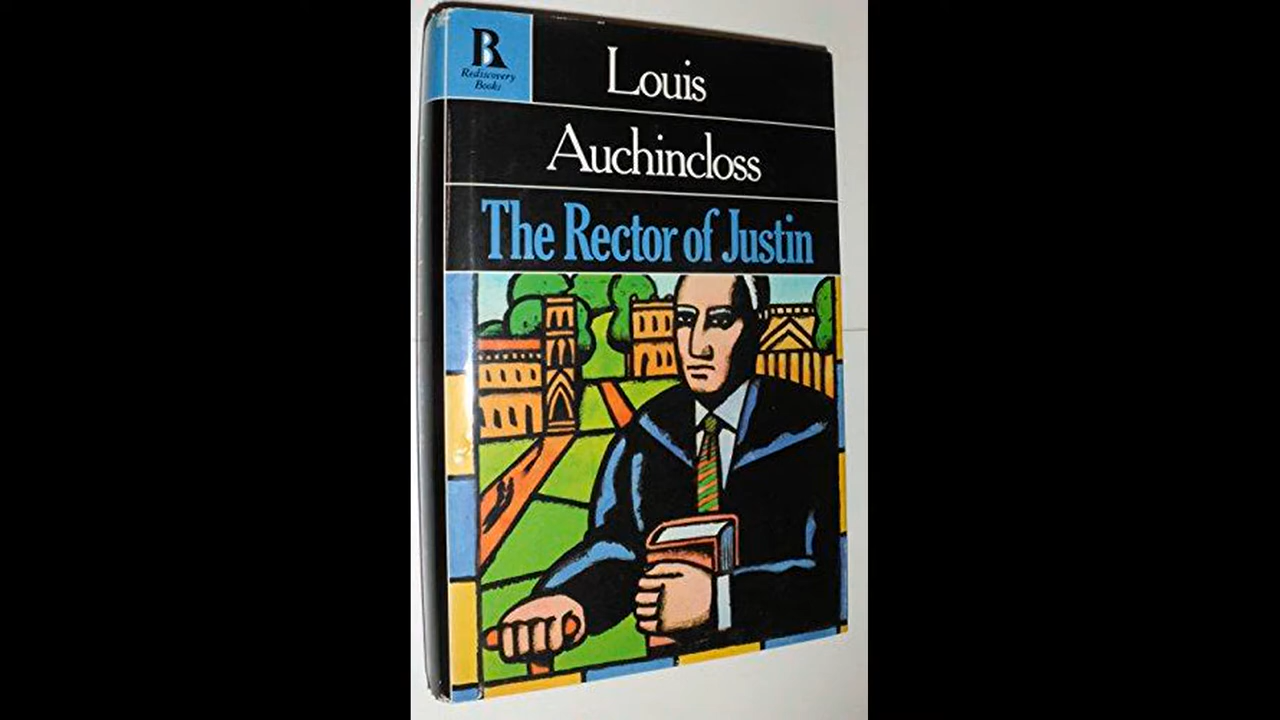 R
Rediscovery
Books
Louis
Auchincloss
The Rector of Justin